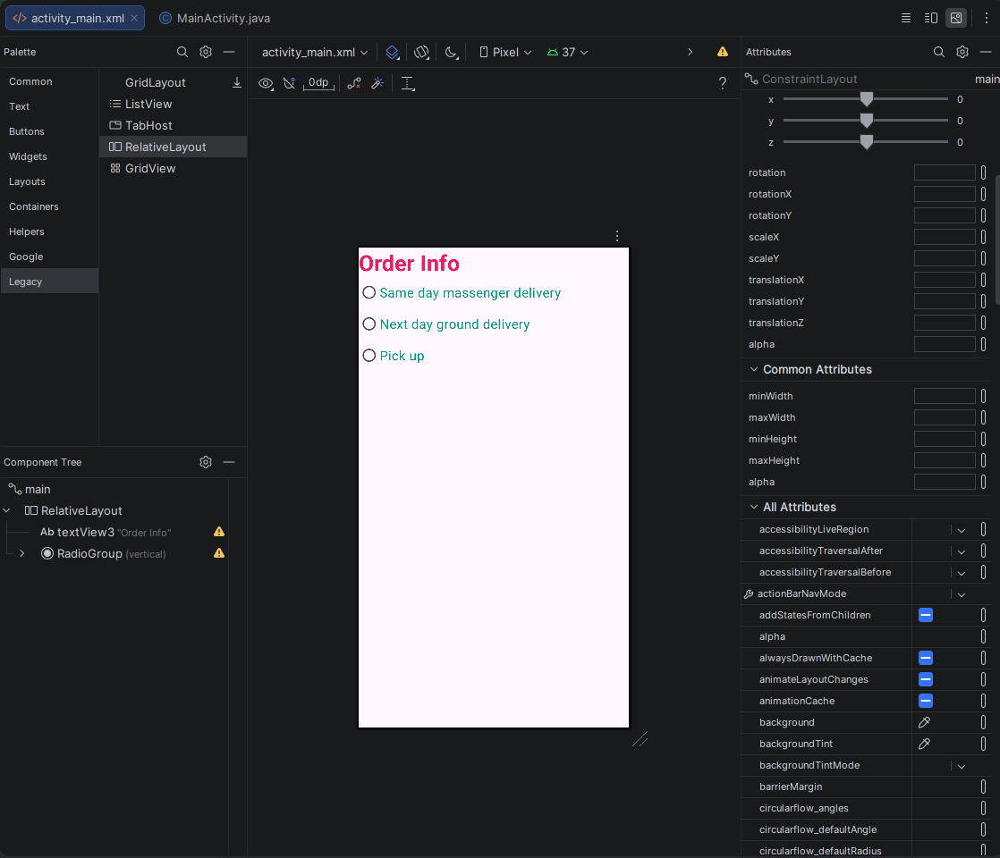 activity_main.xml
MainActivity.java
Palette
activity_main.xml
Pixel
37
Attributes
Common
Text
Buttons
Widgets
Layouts
Containers
Helpers
Google
Legacy
GridLayout
ListView
TabHost
RelativeLayout
GridView
0dp
?
ConstraintLayout main
x 0
y 0
z 0
rotation
rotationX
rotationY
scaleX
scaleY
translationX
translationY
translationZ
alpha
Common Attributes
minWidth
maxWidth
minHeight
maxHeight
alpha
All Attributes
accessibilityLiveRegion
accessibilityTraversalAfter
accessibilityTraversalBefore
actionBarNavMode
addStatesFromChildren
alpha
alwaysDrawnWithCache
animateLayoutChanges
animationCache
background
backgroundTint
backgroundTintMode
barrierMargin
circularflow_angles
circularflow_defaultAngle
circularflow_defaultRadius
Order Info
Same day massenger delivery
Next day ground delivery
Pick up
Component Tree
main
RelativeLayout
Ab textView3 "Order Info"
RadioGroup (vertical)